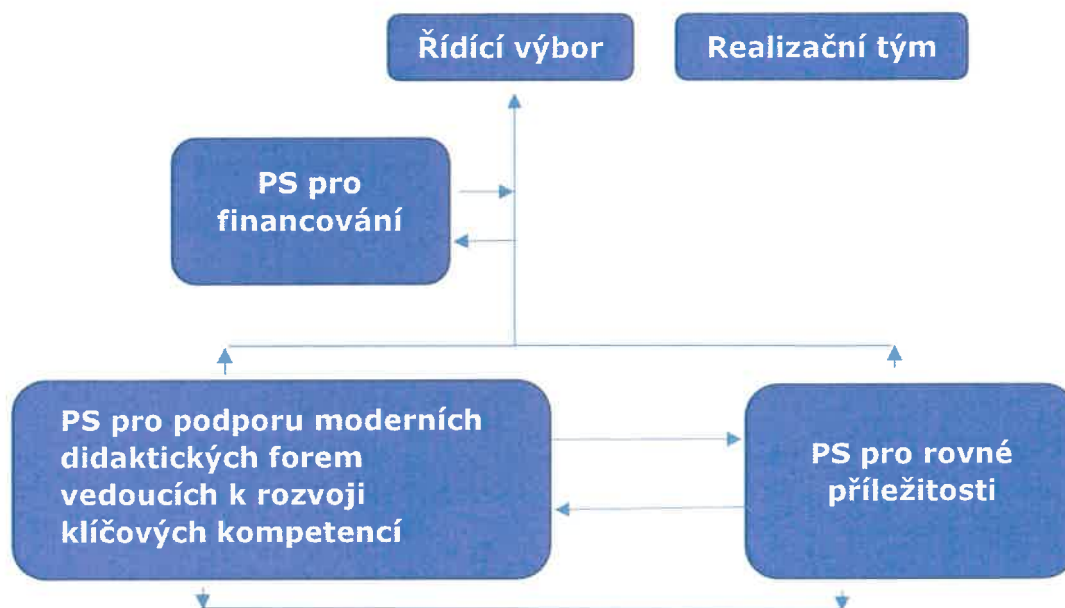 Řídící výbor
Realizační tým
PS pro
financování
PS pro podporu moderních
didaktických forem
vedoucích k rozvoji
klíčových kompetencí
PS pro rovné
příležitosti